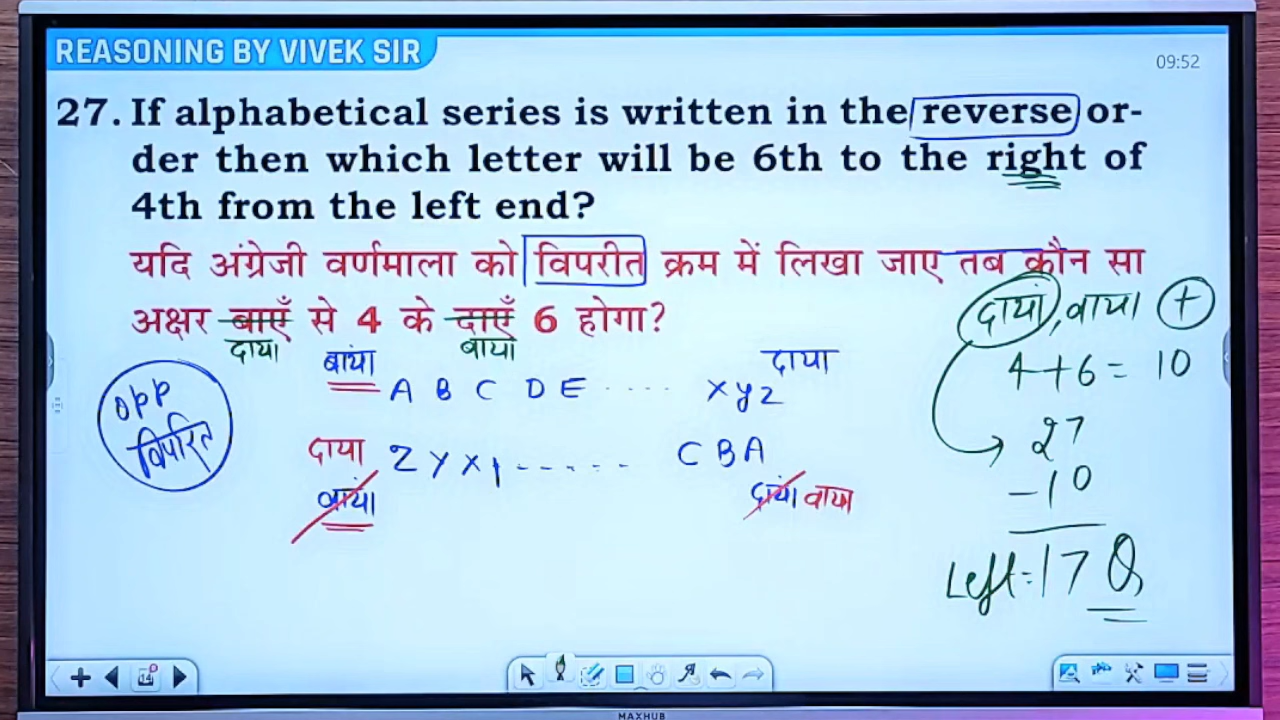 REASONING BY VIVEK SIR
09:52
27. If alphabetical series is written in the reverse or-
der then which letter will be 6th to the right of
4th from the left end?
यदि अंग्रेजी वर्णमाला को विपरीत क्रम में लिखा जाए तब कौन सा
अक्षर बाएँ से 4 के दाएँ 6 होगा?
दाया बाया
दायां, वाया +
4+6= 10
27
-10
Left:17 Q
opp
विपरित
बांया दाया
A B C D E ···· X y Z
दाया Z Y X, ------ C B A
बांया दायां वाया
14
MAXHUB